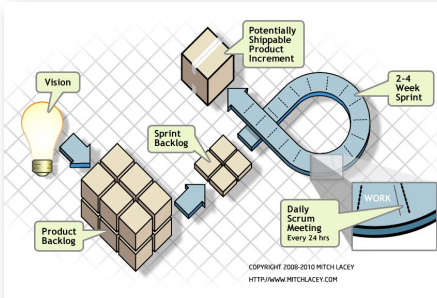 Vision
Potentially
Shippable
Product
Increment
2-4
Week
Sprint
Sprint
Backlog
Product
Backlog
WORK
Daily
Scrum
Meeting
Every 24 hrs
COPYRIGHT 2008-2010 MITCH LACEY
HTTP://WWW.MITCHLACEY.COM